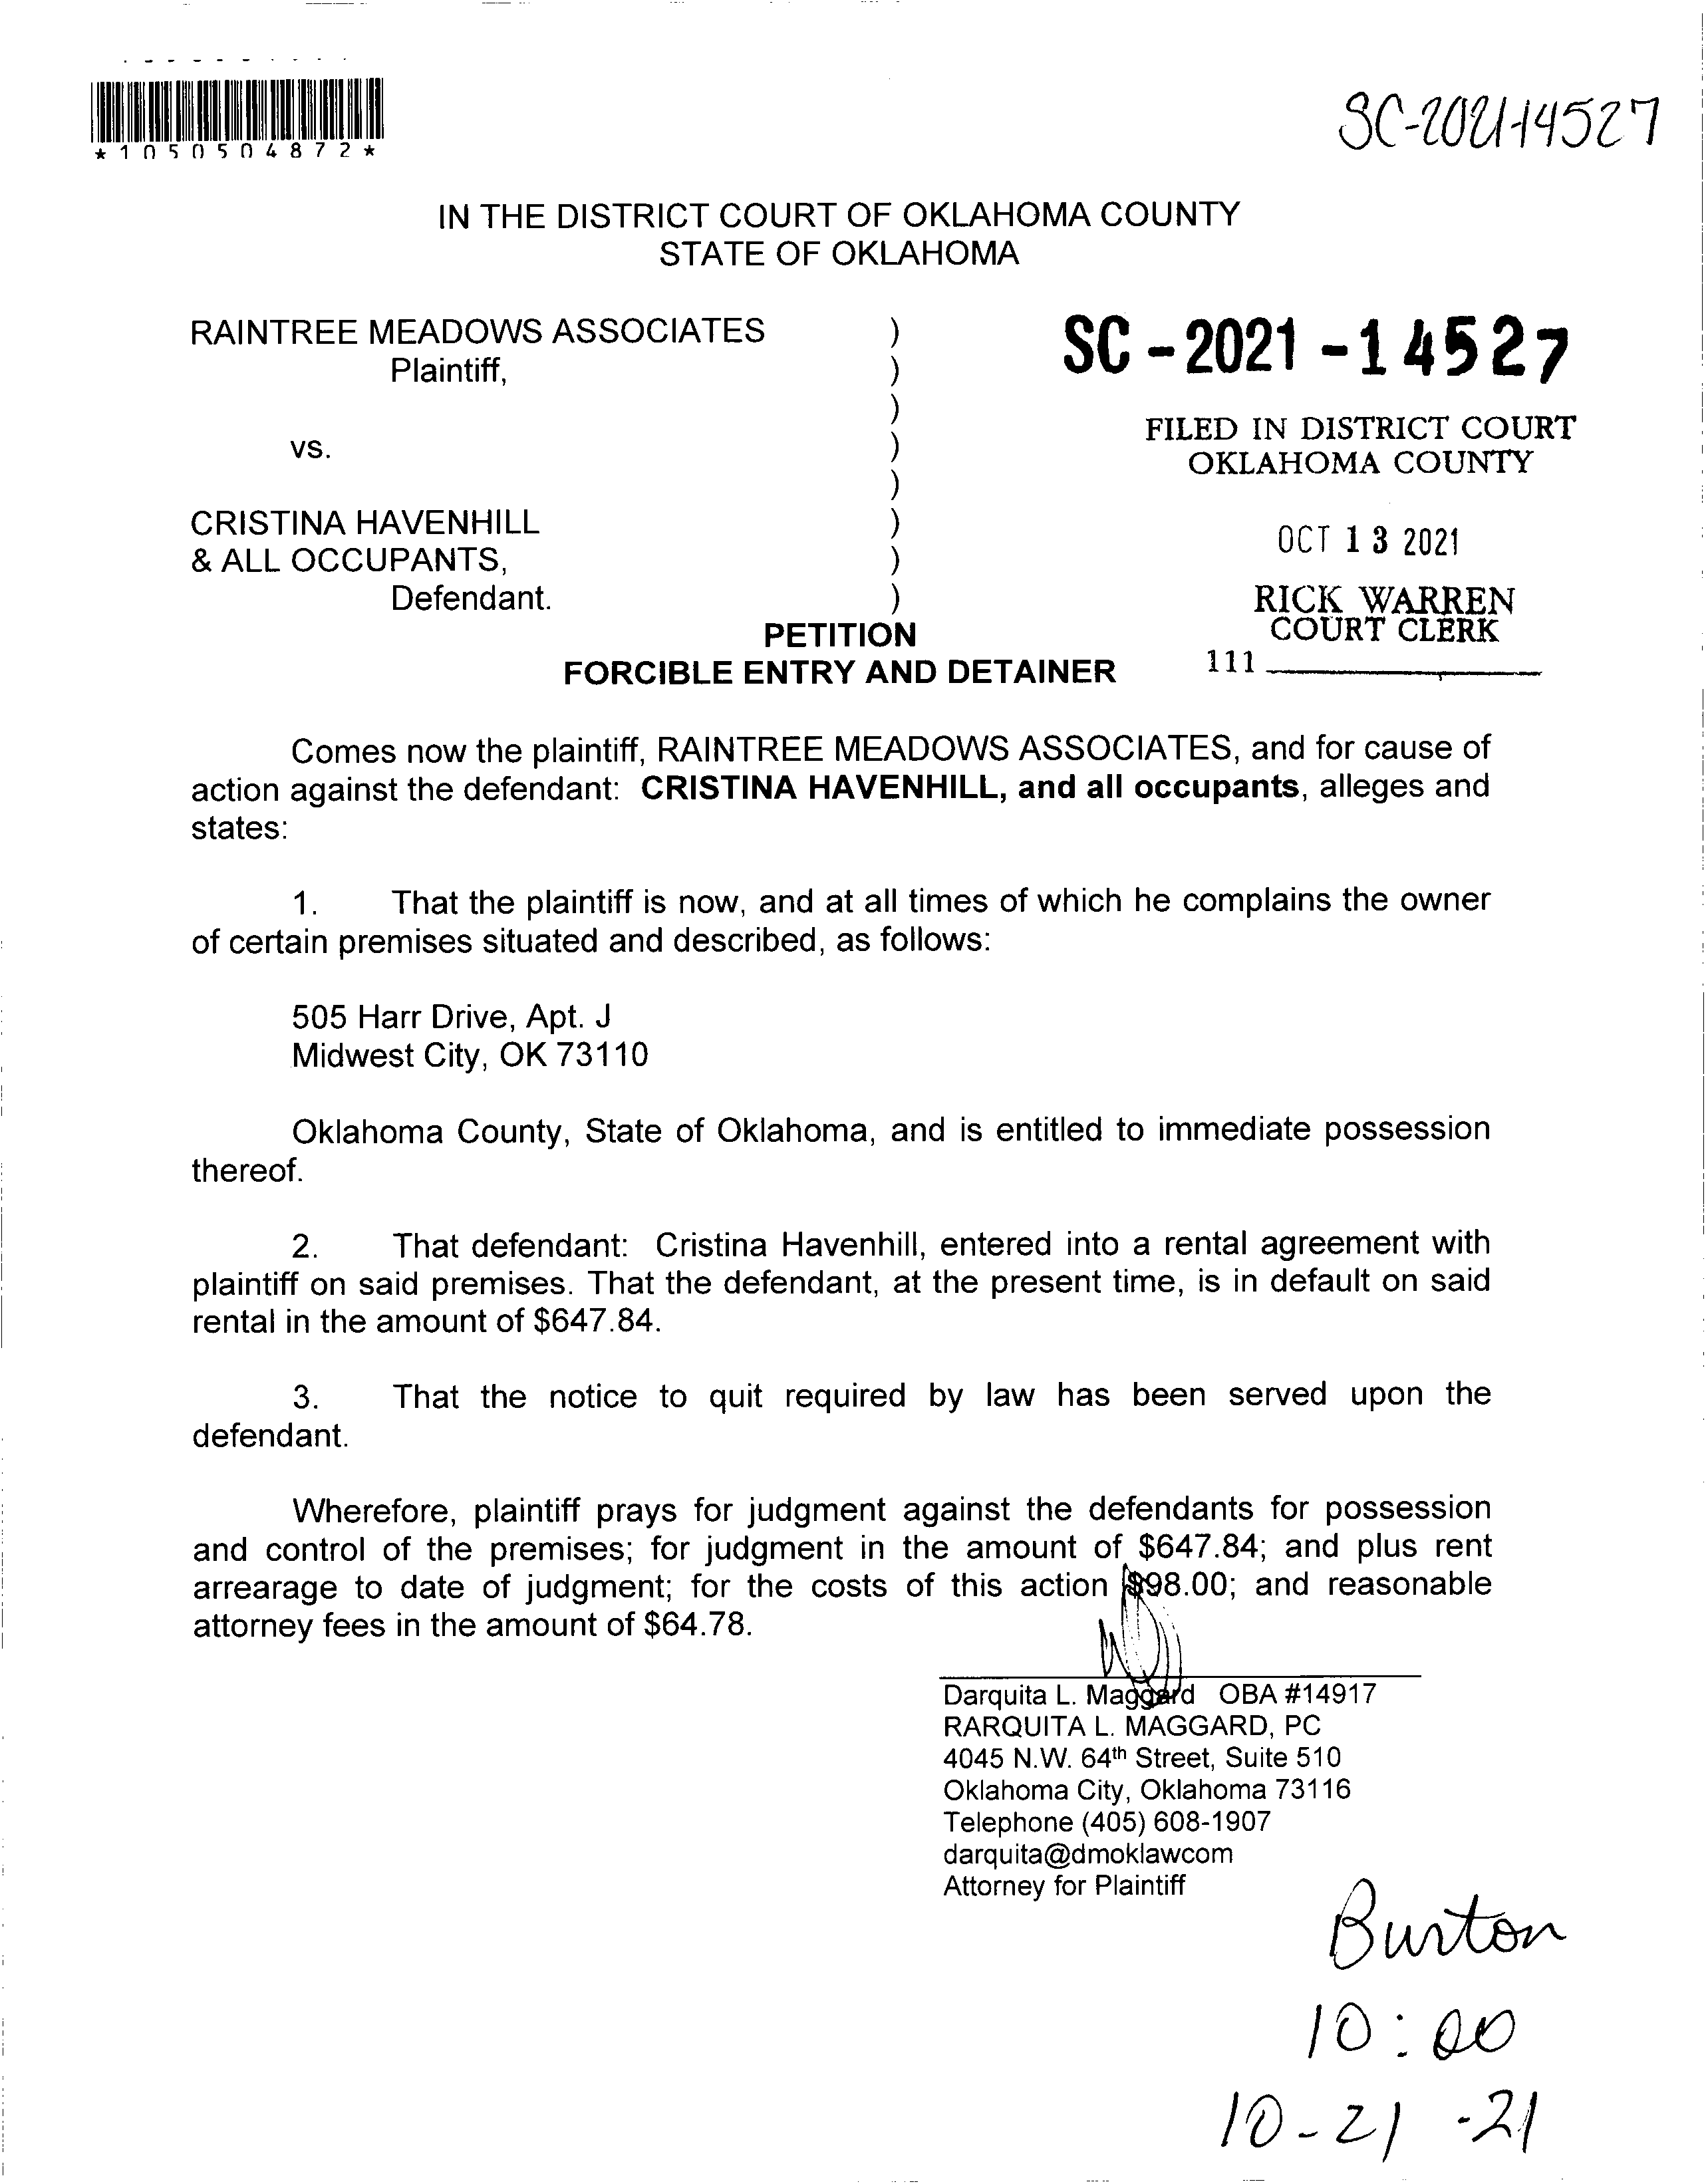 *1050504872*
SC-2021-14527
IN THE DISTRICT COURT OF OKLAHOMA COUNTY
STATE OF OKLAHOMA
RAINTREE MEADOWS ASSOCIATES )
Plaintiff, )
)
vs. )
)
CRISTINA HAVENHILL )
& ALL OCCUPANTS, )
Defendant. )
SC-2021-14527
FILED IN DISTRICT COURT
OKLAHOMA COUNTY
OCT 13 2021
RICK WARREN
COURT CLERK
111
PETITION
FORCIBLE ENTRY AND DETAINER
Comes now the plaintiff, RAINTREE MEADOWS ASSOCIATES, and for cause of
action against the defendant: CRISTINA HAVENHILL, and all occupants, alleges and
states:
1. That the plaintiff is now, and at all times of which he complains the owner
of certain premises situated and described, as follows:
505 Harr Drive, Apt. J
Midwest City, OK 73110
Oklahoma County, State of Oklahoma, and is entitled to immediate possession
thereof.
2. That defendant: Cristina Havenhill, entered into a rental agreement with
plaintiff on said premises. That the defendant, at the present time, is in default on said
rental in the amount of $647.84.
3. That the notice to quit required by law has been served upon the
defendant.
Wherefore, plaintiff prays for judgment against the defendants for possession
and control of the premises; for judgment in the amount of $647.84; and plus rent
arrearage to date of judgment; for the costs of this action $98.00; and reasonable
attorney fees in the amount of $64.78.
Darquita L. Maggard OBA #14917
RARQUITA L. MAGGARD, PC
4045 N.W. 64th Street, Suite 510
Oklahoma City, Oklahoma 73116
Telephone (405) 608-1907
darquita@dmoklawcom
Attorney for Plaintiff
Burton
10:00
10-21-21